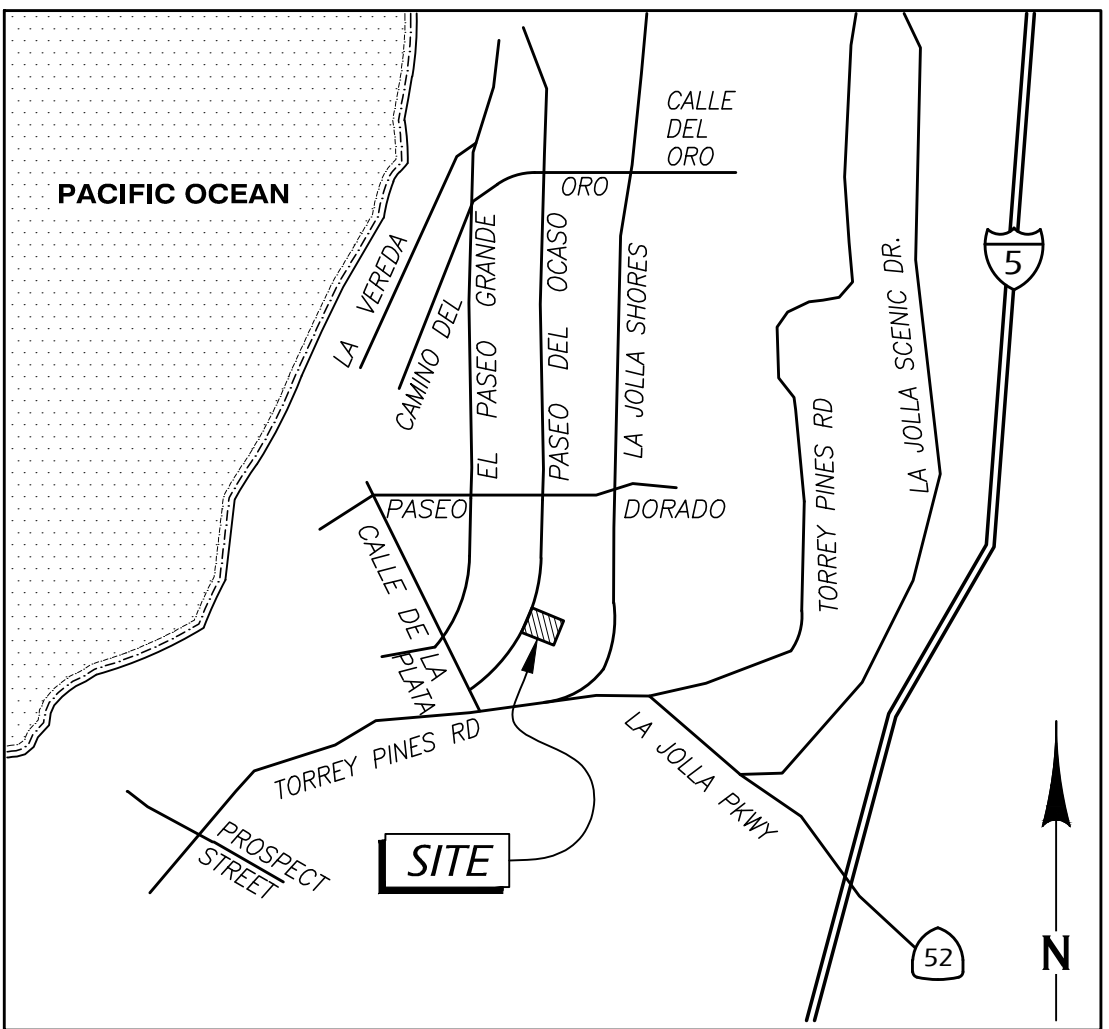 CALLE
DEL
ORO
PACIFIC OCEAN
ORO
LA VEREDA
CAMINO DEL
EL PASEO GRANDE
PASEO DEL OCASO
LA JOLLA SHORES
LA JOLLA SCENIC DR.
5
TORREY PINES RD
PASEO
DORADO
CALLE DE LA
PLATA
TORREY PINES RD
LA JOLLA PKWY
PROSPECT
STREET
SITE
52
N